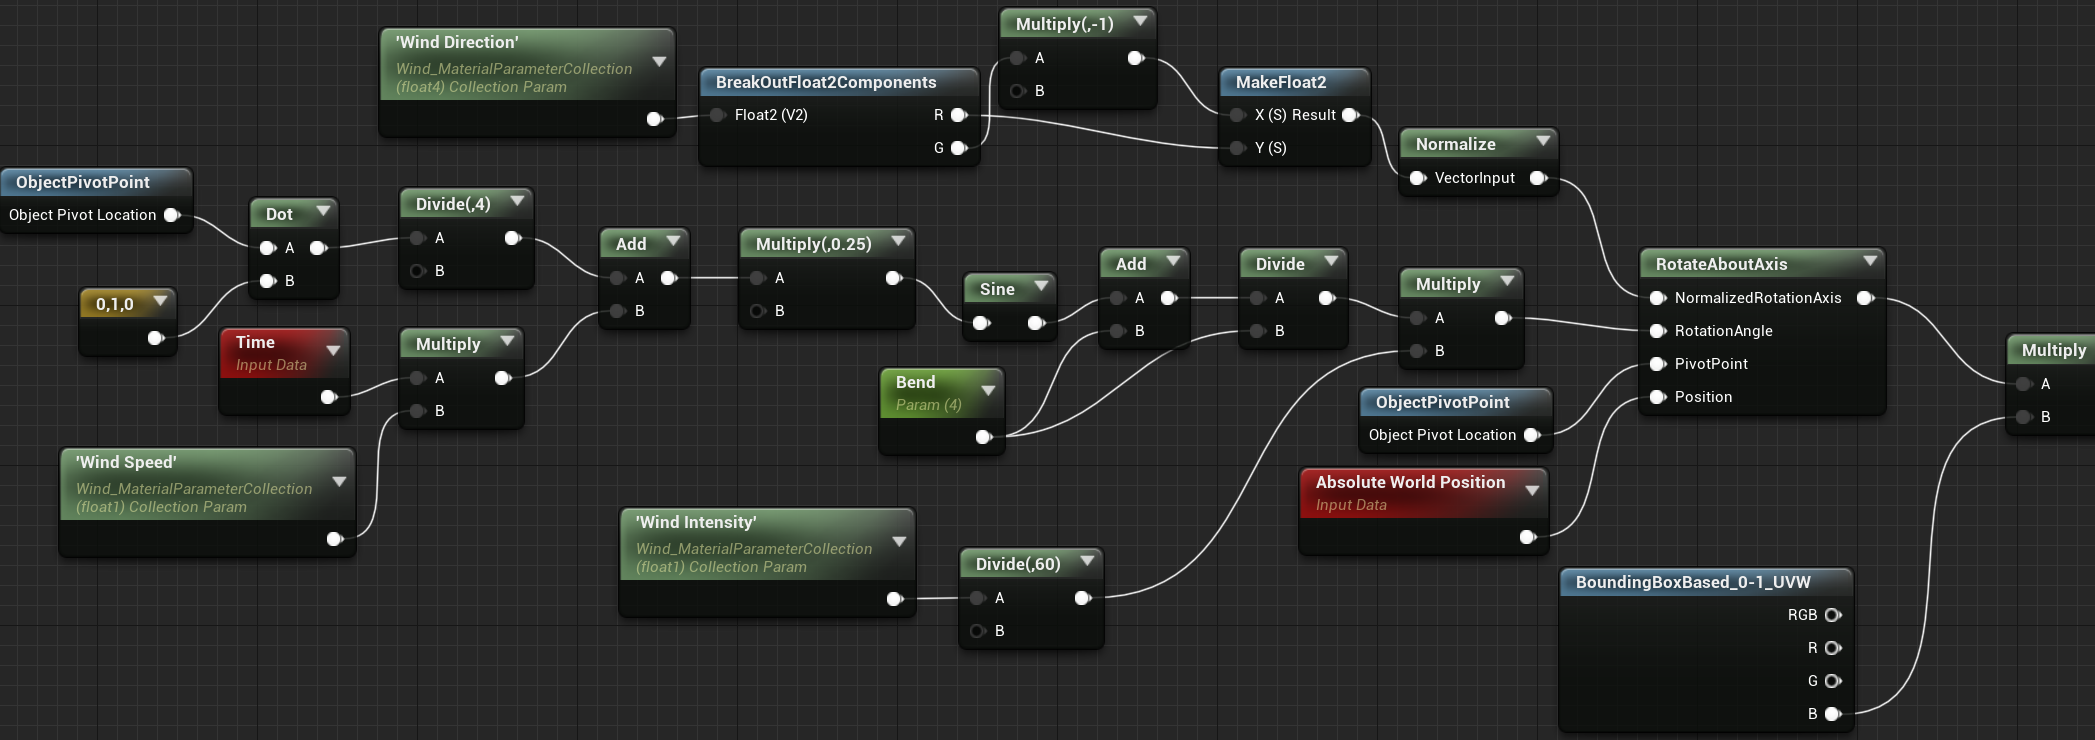 'Wind Direction'
Wind_MaterialParameterCollection
(float4) Collection Param
BreakOutFloat2Components
Float2 (V2)
R
G
Multiply(,-1)
A
B
MakeFloat2
X (S) Result
Y (S)
Normalize
VectorInput
ObjectPivotPoint
Object Pivot Location
0,1,0
Dot
A
B
Divide(,4)
A
B
Time
Input Data
Multiply
A
B
'Wind Speed'
Wind_MaterialParameterCollection
(float1) Collection Param
Add
A
B
Multiply(,0.25)
A
B
Sine
Bend
Param (4)
Add
A
B
Divide
A
B
Multiply
A
B
'Wind Intensity'
Wind_MaterialParameterCollection
(float1) Collection Param
Divide(,60)
A
B
ObjectPivotPoint
Object Pivot Location
Absolute World Position
Input Data
RotateAboutAxis
NormalizedRotationAxis
RotationAngle
PivotPoint
Position
BoundingBoxBased_0-1_UVW
RGB
R
G
B
Multiply
A
B